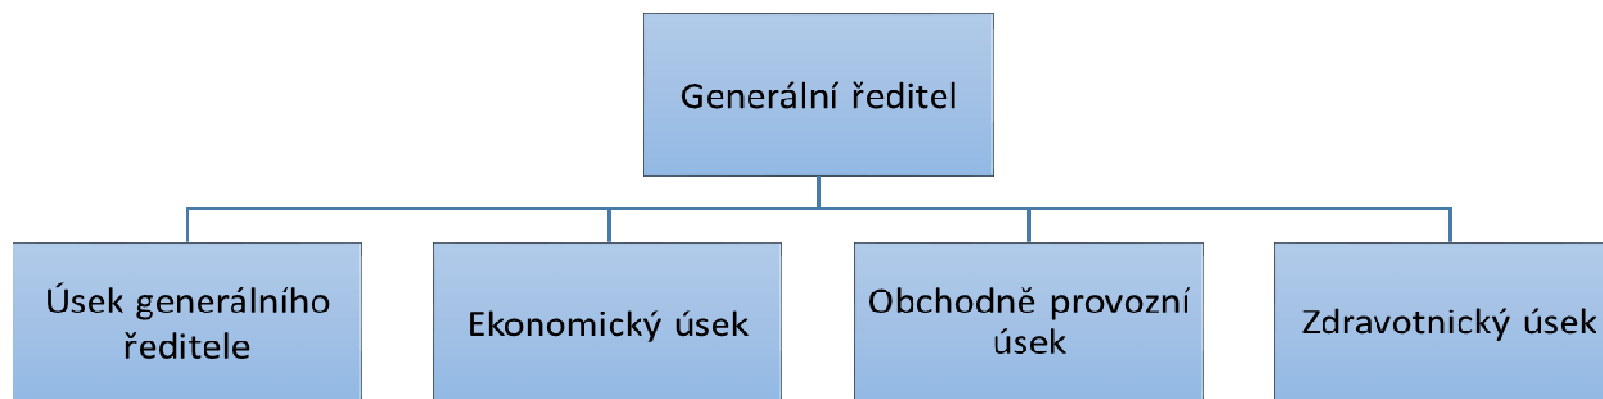 Generální ředitel
Úsek generálního
ředitele
Ekonomický úsek
Obchodně provozní
úsek
Zdravotnický úsek